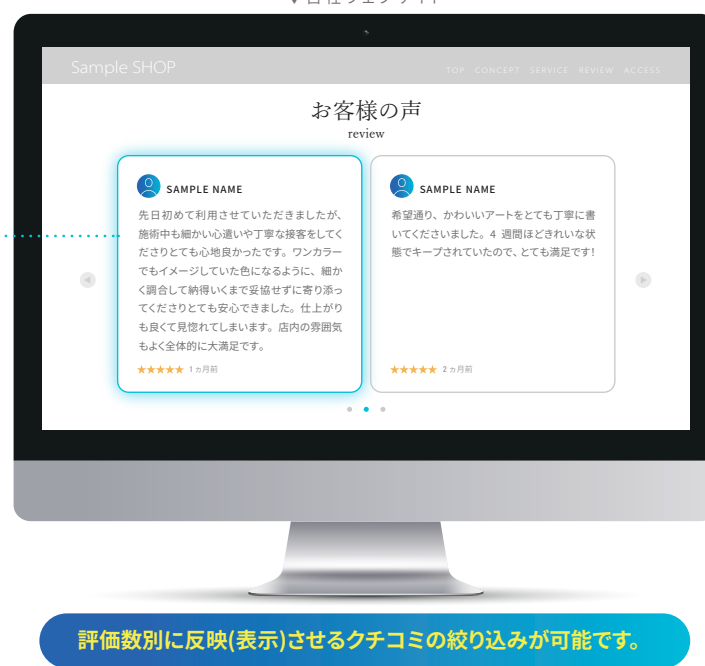 Sample SHOP
TOP CONCEPT SERVICE REVIEW ACCESS
お客様の声
review
SAMPLE NAME
先日初めて利用させていただきましたが、
施術中も細かい心遣いや丁寧な接客をしてく
ださりとても心地良かったです。ワンカラー
でもイメージしていた色になるように、細か
く調合して納得いくまで妥協せずに寄り添っ
てくださりとても安心できました。仕上がり
も良くて見惚れてしまいます。店内の雰囲気
もよく全体的に大満足です。
★★★★★ 1ヵ月前
SAMPLE NAME
希望通り、かわいいアートをとても丁寧に書
いてくださいました。4 週間ほどきれいな状
態でキープされていたので、とても満足です!
★★★★★ 2ヵ月前
評価数別に反映(表示)させるクチコミの絞り込みが可能です。